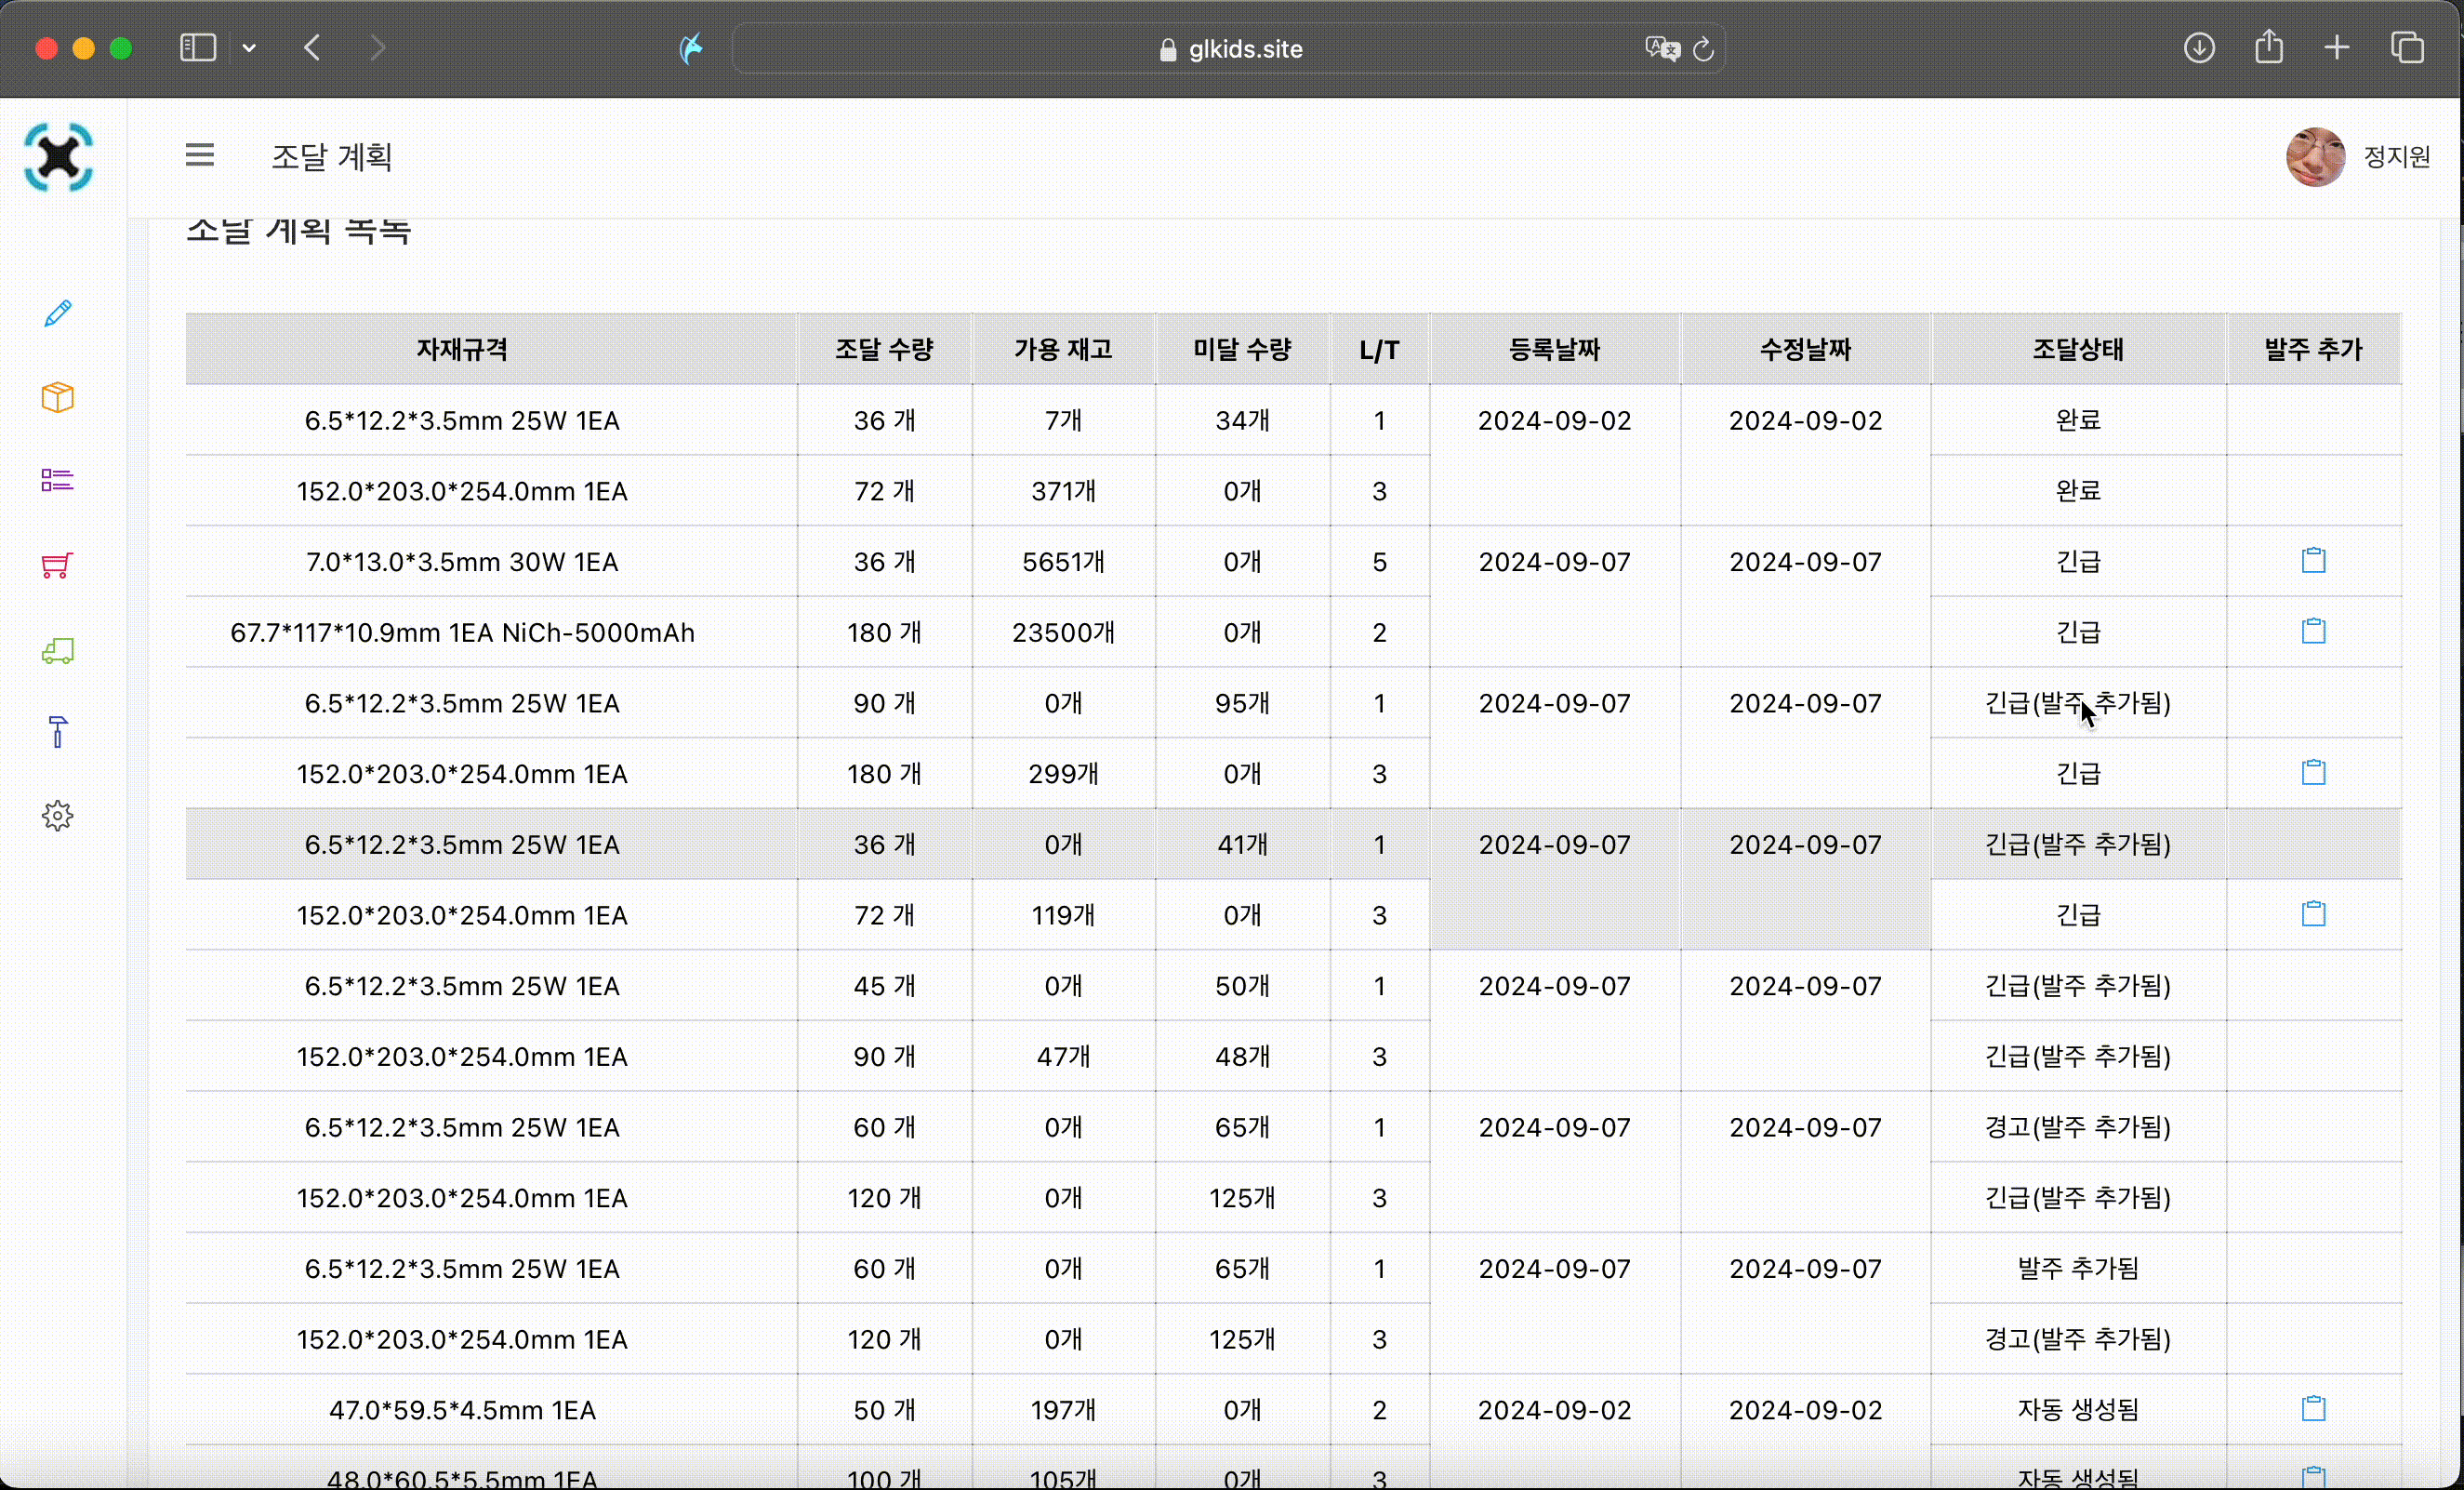 glkids.site
조달 계획
정지원
조달 계획 목록
자재규격 조달 수량 가용 재고 미달 수량 L/T 등록날짜 수정날짜 조달상태 발주 추가
6.5*12.2*3.5mm 25W 1EA 36 개 7개 34개 1 2024-09-02 2024-09-02 완료
152.0*203.0*254.0mm 1EA 72 개 371개 0개 3 완료
7.0*13.0*3.5mm 30W 1EA 36 개 5651개 0개 5 2024-09-07 2024-09-07 긴급
67.7*117*10.9mm 1EA NiCh-5000mAh 180 개 23500개 0개 2 긴급
6.5*12.2*3.5mm 25W 1EA 90 개 0개 95개 1 2024-09-07 2024-09-07 긴급(발주 추가됨)
152.0*203.0*254.0mm 1EA 180 개 299개 0개 3 긴급
6.5*12.2*3.5mm 25W 1EA 36 개 0개 41개 1 2024-09-07 2024-09-07 긴급(발주 추가됨)
152.0*203.0*254.0mm 1EA 72 개 119개 0개 3 긴급
6.5*12.2*3.5mm 25W 1EA 45 개 0개 50개 1 2024-09-07 2024-09-07 긴급(발주 추가됨)
152.0*203.0*254.0mm 1EA 90 개 47개 48개 3 긴급(발주 추가됨)
6.5*12.2*3.5mm 25W 1EA 60 개 0개 65개 1 2024-09-07 2024-09-07 경고(발주 추가됨)
152.0*203.0*254.0mm 1EA 120 개 0개 125개 3 긴급(발주 추가됨)
6.5*12.2*3.5mm 25W 1EA 60 개 0개 65개 1 2024-09-07 2024-09-07 발주 추가됨
152.0*203.0*254.0mm 1EA 120 개 0개 125개 3 경고(발주 추가됨)
47.0*59.5*4.5mm 1EA 50 개 197개 0개 2 2024-09-02 2024-09-02 자동 생성됨
48.0*60.5*5.5mm 1EA 100 개 105개 0개 3 자동 생성됨